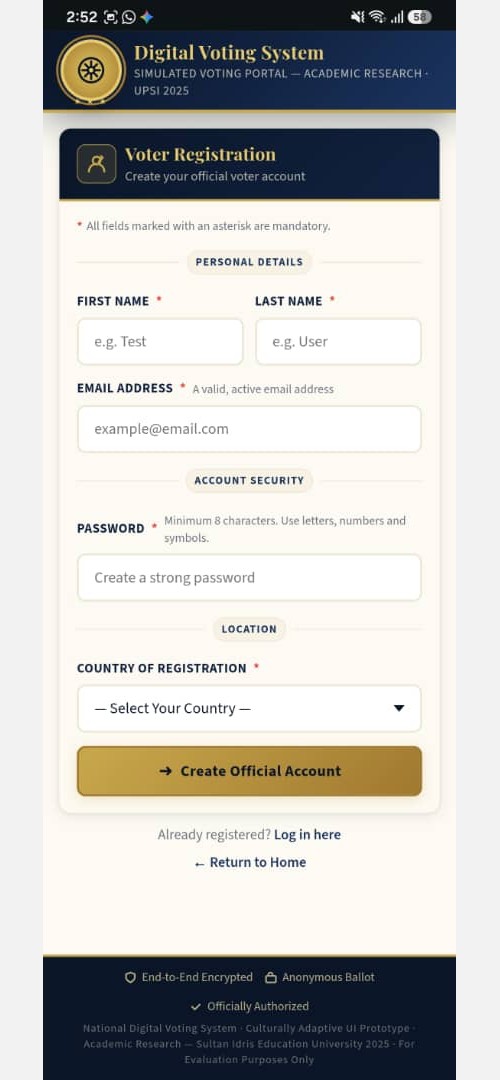 2:52
58
Digital Voting System
SIMULATED VOTING PORTAL — ACADEMIC RESEARCH ·
UPSI 2025
Voter Registration
Create your official voter account
* All fields marked with an asterisk are mandatory.
PERSONAL DETAILS
FIRST NAME * LAST NAME *
e.g. Test e.g. User
EMAIL ADDRESS * A valid, active email address
example@email.com
ACCOUNT SECURITY
PASSWORD * Minimum 8 characters. Use letters, numbers and
symbols.
Create a strong password
LOCATION
COUNTRY OF REGISTRATION *
— Select Your Country —
➔ Create Official Account
Already registered? Log in here
← Return to Home
End-to-End Encrypted Anonymous Ballot
Officially Authorized
National Digital Voting System · Culturally Adaptive UI Prototype ·
Academic Research — Sultan Idris Education University 2025 · For
Evaluation Purposes Only